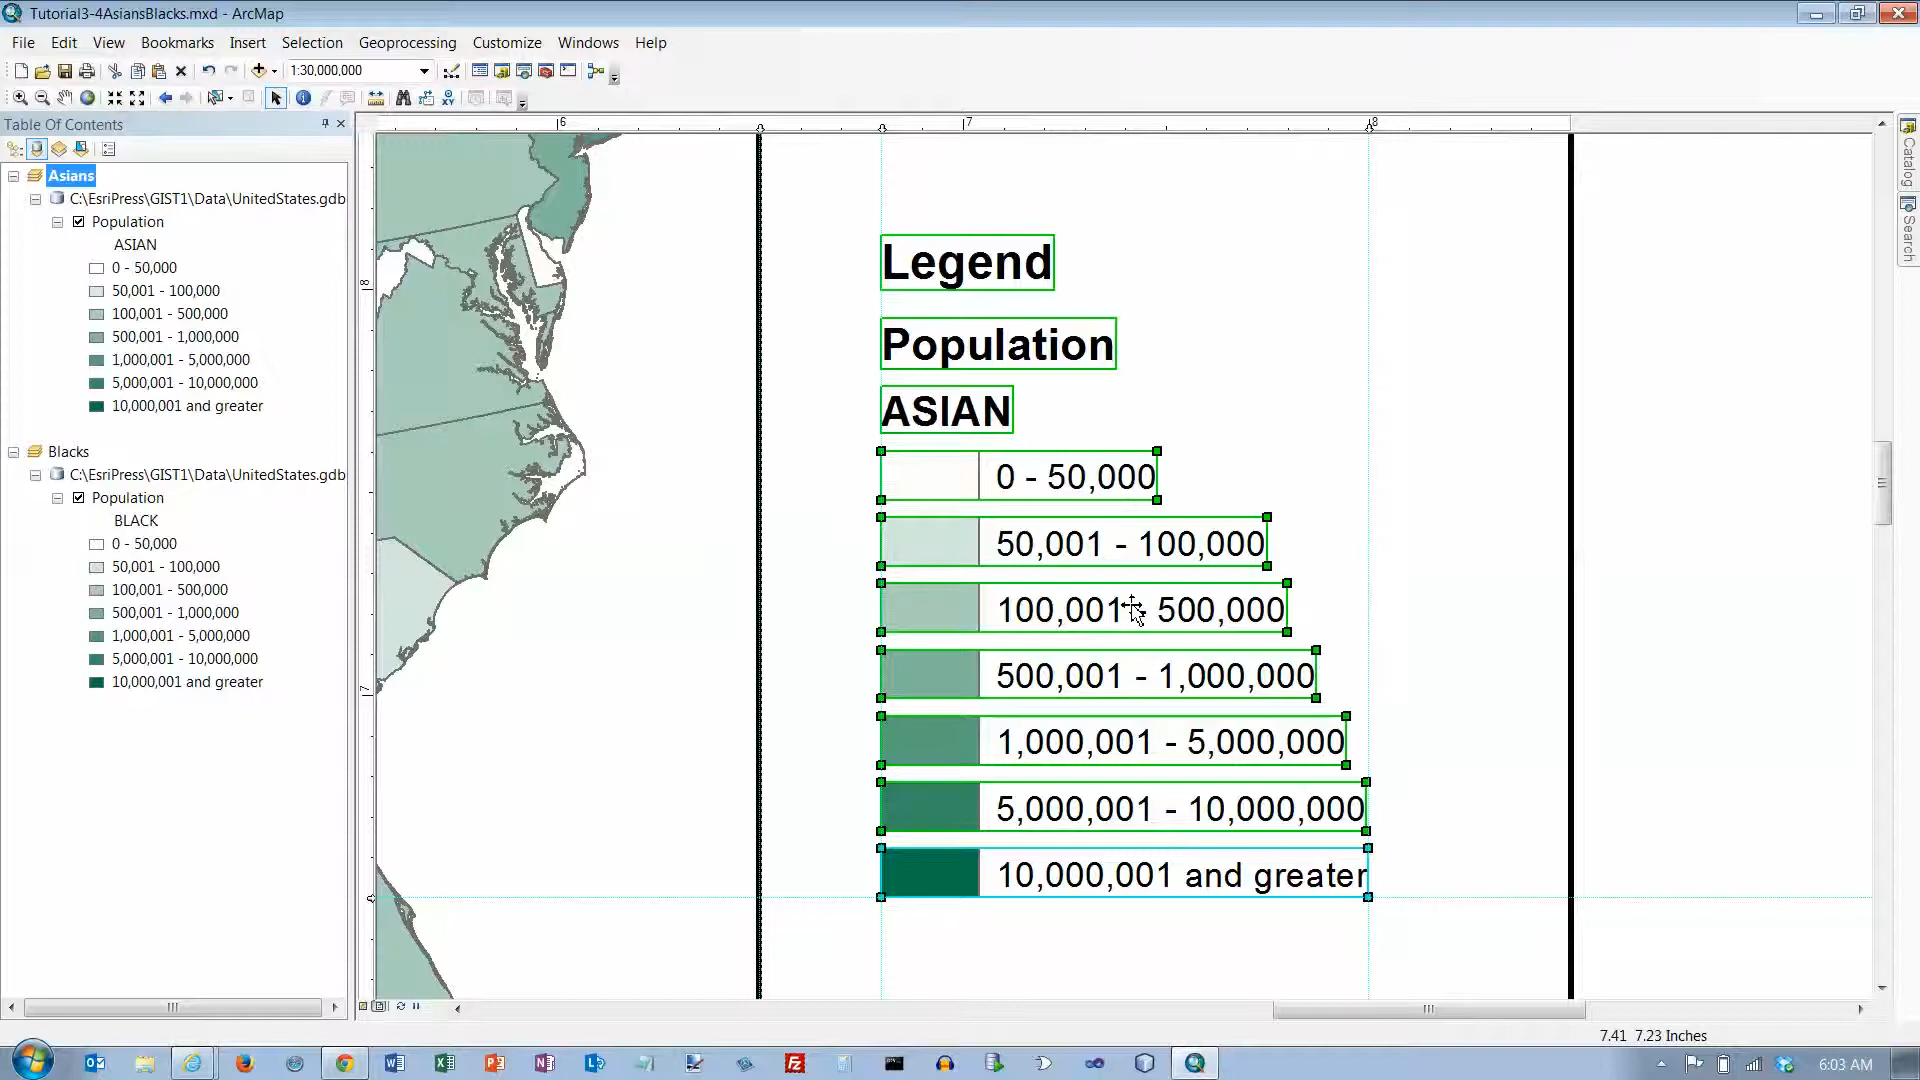 Tutorial3-4AsiansBlacks.mxd - ArcMap
File Edit View Bookmarks Insert Selection Geoprocessing Customize Windows Help
1:30,000,000
Table Of Contents
Asians
C:\EsriPress\GIST1\Data\UnitedStates.gdb
Population
ASIAN
0 - 50,000
50,001 - 100,000
100,001 - 500,000
500,001 - 1,000,000
1,000,001 - 5,000,000
5,000,001 - 10,000,000
10,000,001 and greater
Blacks
C:\EsriPress\GIST1\Data\UnitedStates.gdb
Population
BLACK
0 - 50,000
50,001 - 100,000
100,001 - 500,000
500,001 - 1,000,000
1,000,001 - 5,000,000
5,000,001 - 10,000,000
10,000,001 and greater
6 7 8
8
7
Legend
Population
ASIAN
0 - 50,000
50,001 - 100,000
100,001 - 500,000
500,001 - 1,000,000
1,000,001 - 5,000,000
5,000,001 - 10,000,000
10,000,001 and greater
Catalog
Search
7.41 7.23 Inches
6:03 AM